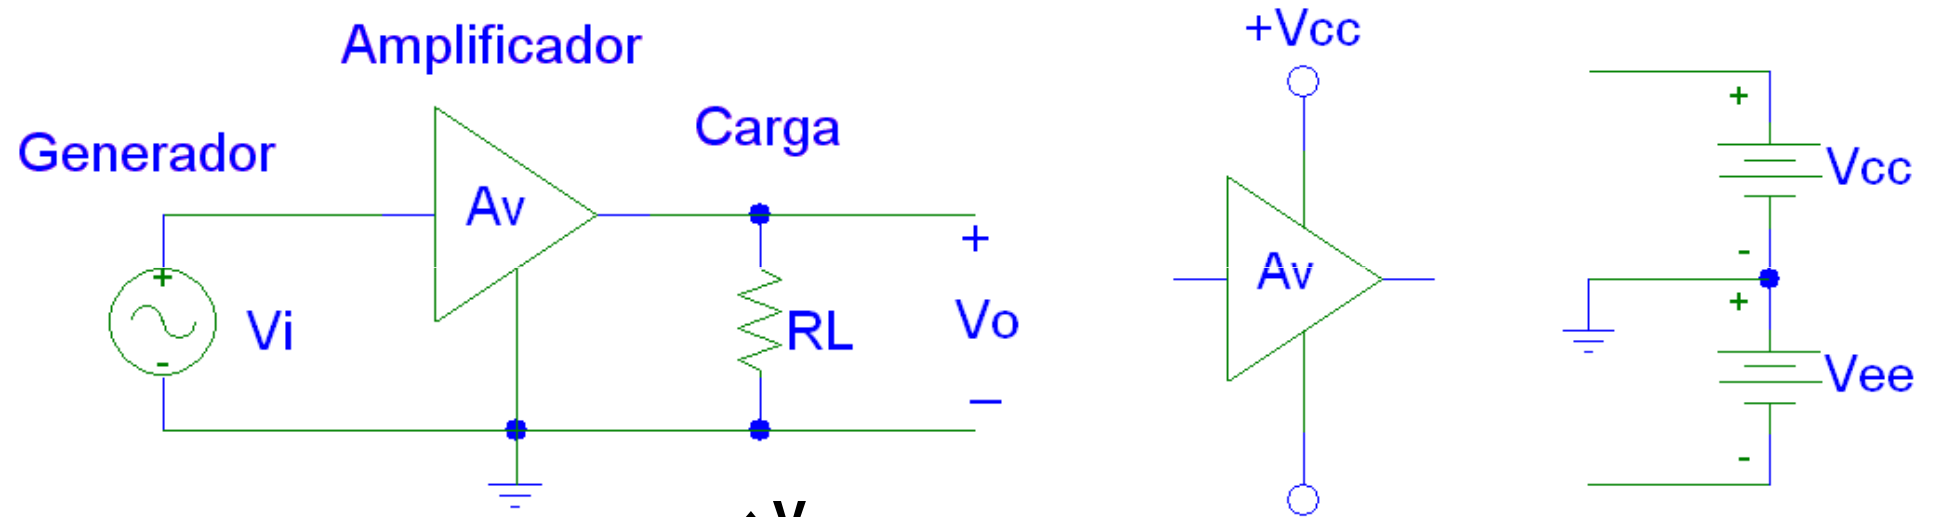 Amplificador
Generador
Carga
Av
+
-
Vi
RL
+
Vo
−
+Vcc
Av
+
Vcc
-
+
Vee
-